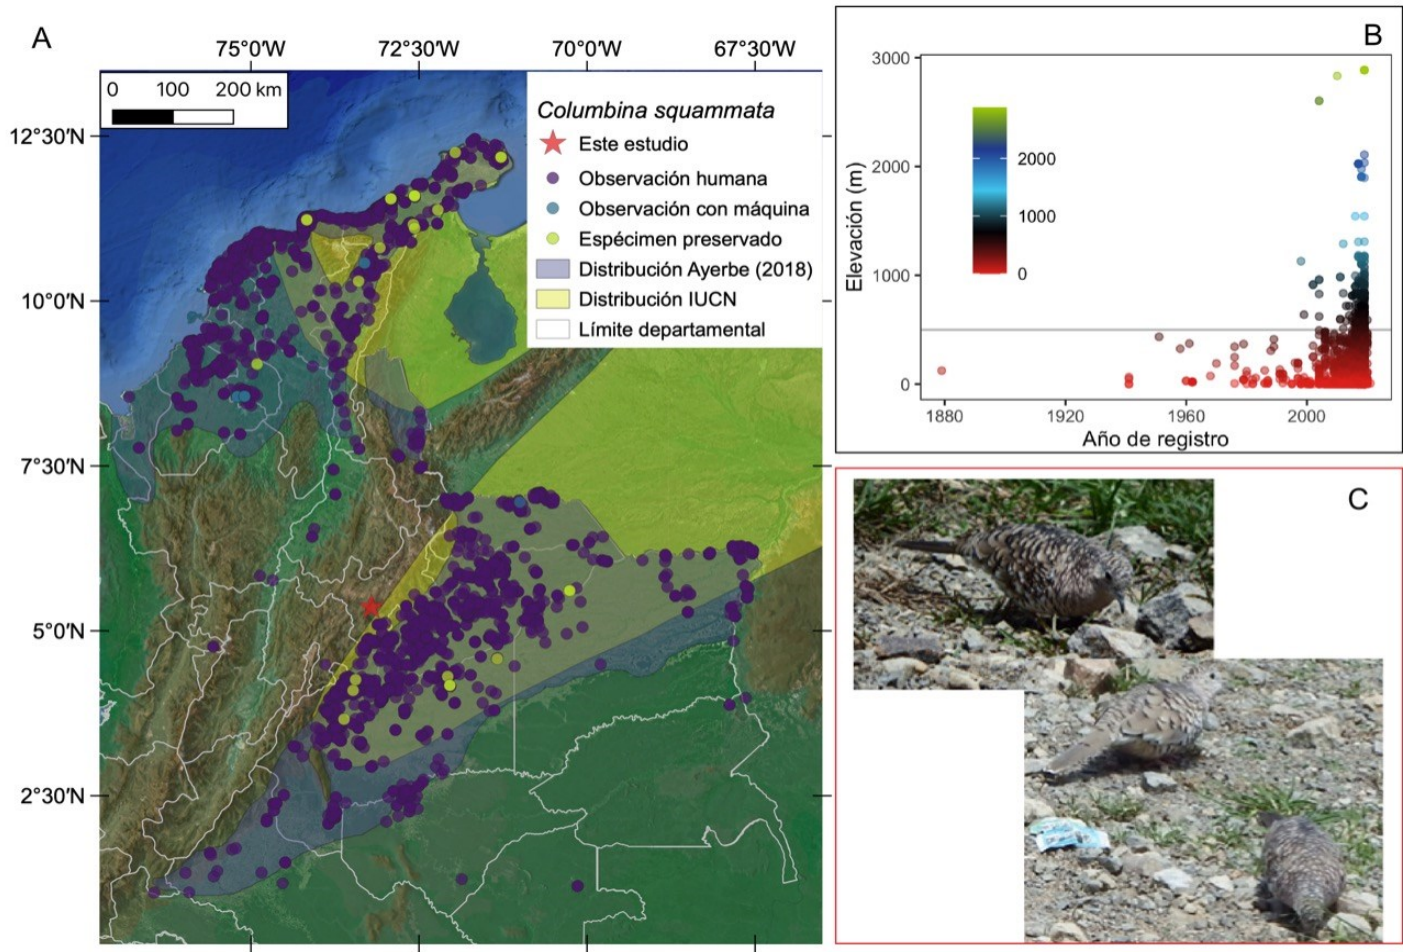 A
75°0'W 72°30'W 70°0'W 67°30'W
0 100 200 km
12°30'N
10°0'N
7°30'N
5°0'N
2°30'N
Columbina squammata
Este estudio
Observación humana
Observación con máquina
Espécimen preservado
Distribución Ayerbe (2018)
Distribución IUCN
Límite departamental
B
Elevación (m)
3000
2000
1000
0
2000
1000
0
1880 1920 1960 2000
Año de registro
C